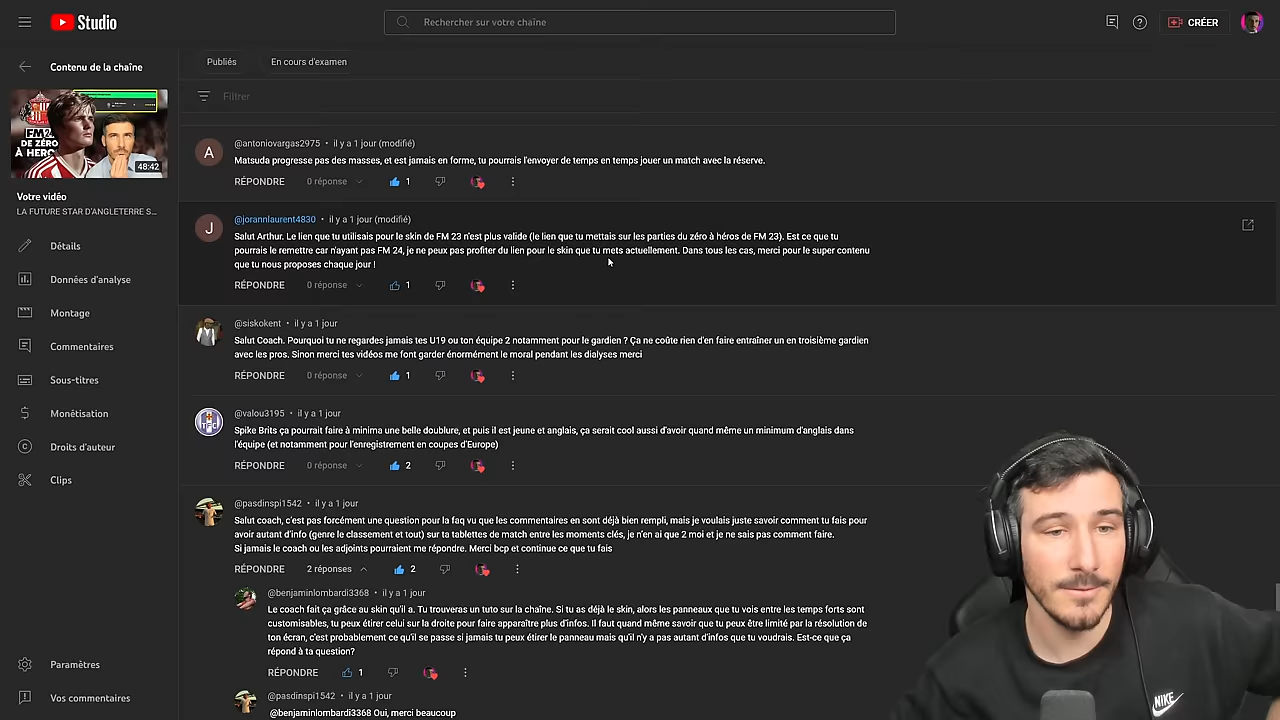 Studio
Rechercher sur votre chaîne
CRÉER
Contenu de la chaîne
FM24
DE ZÉRO
À HERO
48:42
Votre vidéo
LA FUTURE STAR D'ANGLETERRE S...
Détails
Données d'analyse
Montage
Commentaires
Sous-titres
Monétisation
Droits d'auteur
Clips
Paramètres
Vos commentaires
Publiés
En cours d'examen
Filtrer
A
@antoniovargas2975 • il y a 1 jour (modifié)
Matsuda progresse pas des masses, et est jamais en forme, tu pourrais l'envoyer de temps en temps jouer un match avec la réserve.
RÉPONDRE 0 réponse 1
J
@jorannlaurent4830 • il y a 1 jour (modifié)
Salut Arthur. Le lien que tu utilisais pour le skin de FM 23 n'est plus valide (le lien que tu mettais sur les parties du zéro à héros de FM 23). Est ce que tu
pourrais le remettre car n'ayant pas FM 24, je ne peux pas profiter du lien pour le skin que tu mets actuellement. Dans tous les cas, merci pour le super contenu
que tu nous proposes chaque jour !
RÉPONDRE 0 réponse 1
@siskokent • il y a 1 jour
Salut Coach. Pourquoi tu ne regardes jamais tes U19 ou ton équipe 2 notamment pour le gardien ? Ça ne coûte rien d'en faire entraîner un en troisième gardien
avec les pros. Sinon merci tes vidéos me font garder énormément le moral pendant les dialyses merci
RÉPONDRE 0 réponse 1
@valou3195 • il y a 1 jour
Spike Brits ça pourrait faire à minima une belle doublure, et puis il est jeune et anglais, ça serait cool aussi d'avoir quand même un minimum d'anglais dans
l'équipe (et notamment pour l'enregistrement en coupes d'Europe)
RÉPONDRE 0 réponse 2
@pasdinspi1542 • il y a 1 jour
Salut coach, c'est pas forcément une question pour la faq vu que les commentaires en sont déjà bien rempli, mais je voulais juste savoir comment tu fais pour
avoir autant d'info (genre le classement et tout) sur ta tablettes de match entre les moments clés, je n'en ai que 2 moi et je ne sais pas comment faire.
Si jamais le coach ou les adjoints pourraient me répondre. Merci bcp et continue ce que tu fais
RÉPONDRE 2 réponses 2
@benjaminlombardi3368 • il y a 1 jour
Le coach fait ça grâce au skin qu'il a. Tu trouveras un tuto sur la chaîne. Si tu as déjà le skin, alors les panneaux que tu vois entre les temps forts sont
customisables, tu peux étirer celui sur la droite pour faire apparaître plus d'infos. Il faut quand même savoir que tu peux être limité par la résolution de
ton écran, c'est probablement ce qu'il se passe si jamais tu peux étirer le panneau mais qu'il n'y a pas autant d'infos que tu voudrais. Est-ce que ça
répond à ta question?
RÉPONDRE 1
@pasdinspi1542 • il y a 1 jour
@benjaminlombardi3368 Oui, merci beaucoup
NIKE